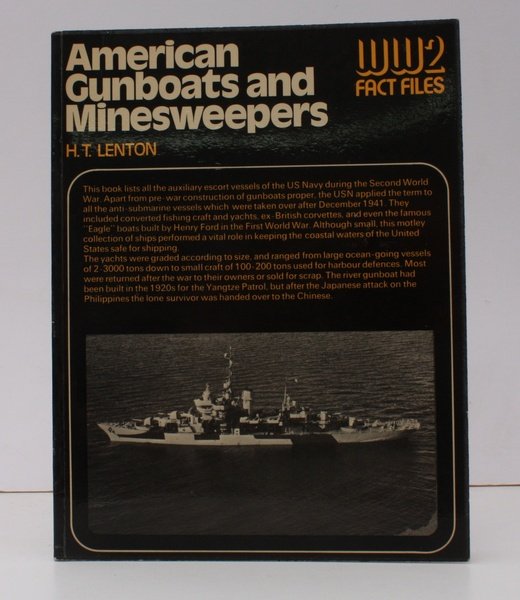 American
Gunboats and
Minesweepers
H.T. LENTON
WW2
FACT FILES
This book lists all the auxiliary escort vessels of the US Navy during the Second World
War. Apart from pre-war construction of gunboats proper, the USN applied the term to
all the anti-submarine vessels which were taken over after December 1941. They
included converted fishing craft and yachts, ex-British corvettes, and even the famous
"Eagle" boats built by Henry Ford in the First World War. Although small, this motley
collection of ships performed a vital role in keeping the coastal waters of the United
States safe for shipping.
The yachts were graded according to size, and ranged from large ocean-going vessels
of 2-3000 tons down to small craft of 100-200 tons used for harbour defences. Most
were returned after the war to their owners or sold for scrap. The river gunboat had
been built in the 1920s for the Yangtze Patrol, but after the Japanese attack on the
Philippines the lone survivor was handed over to the Chinese.